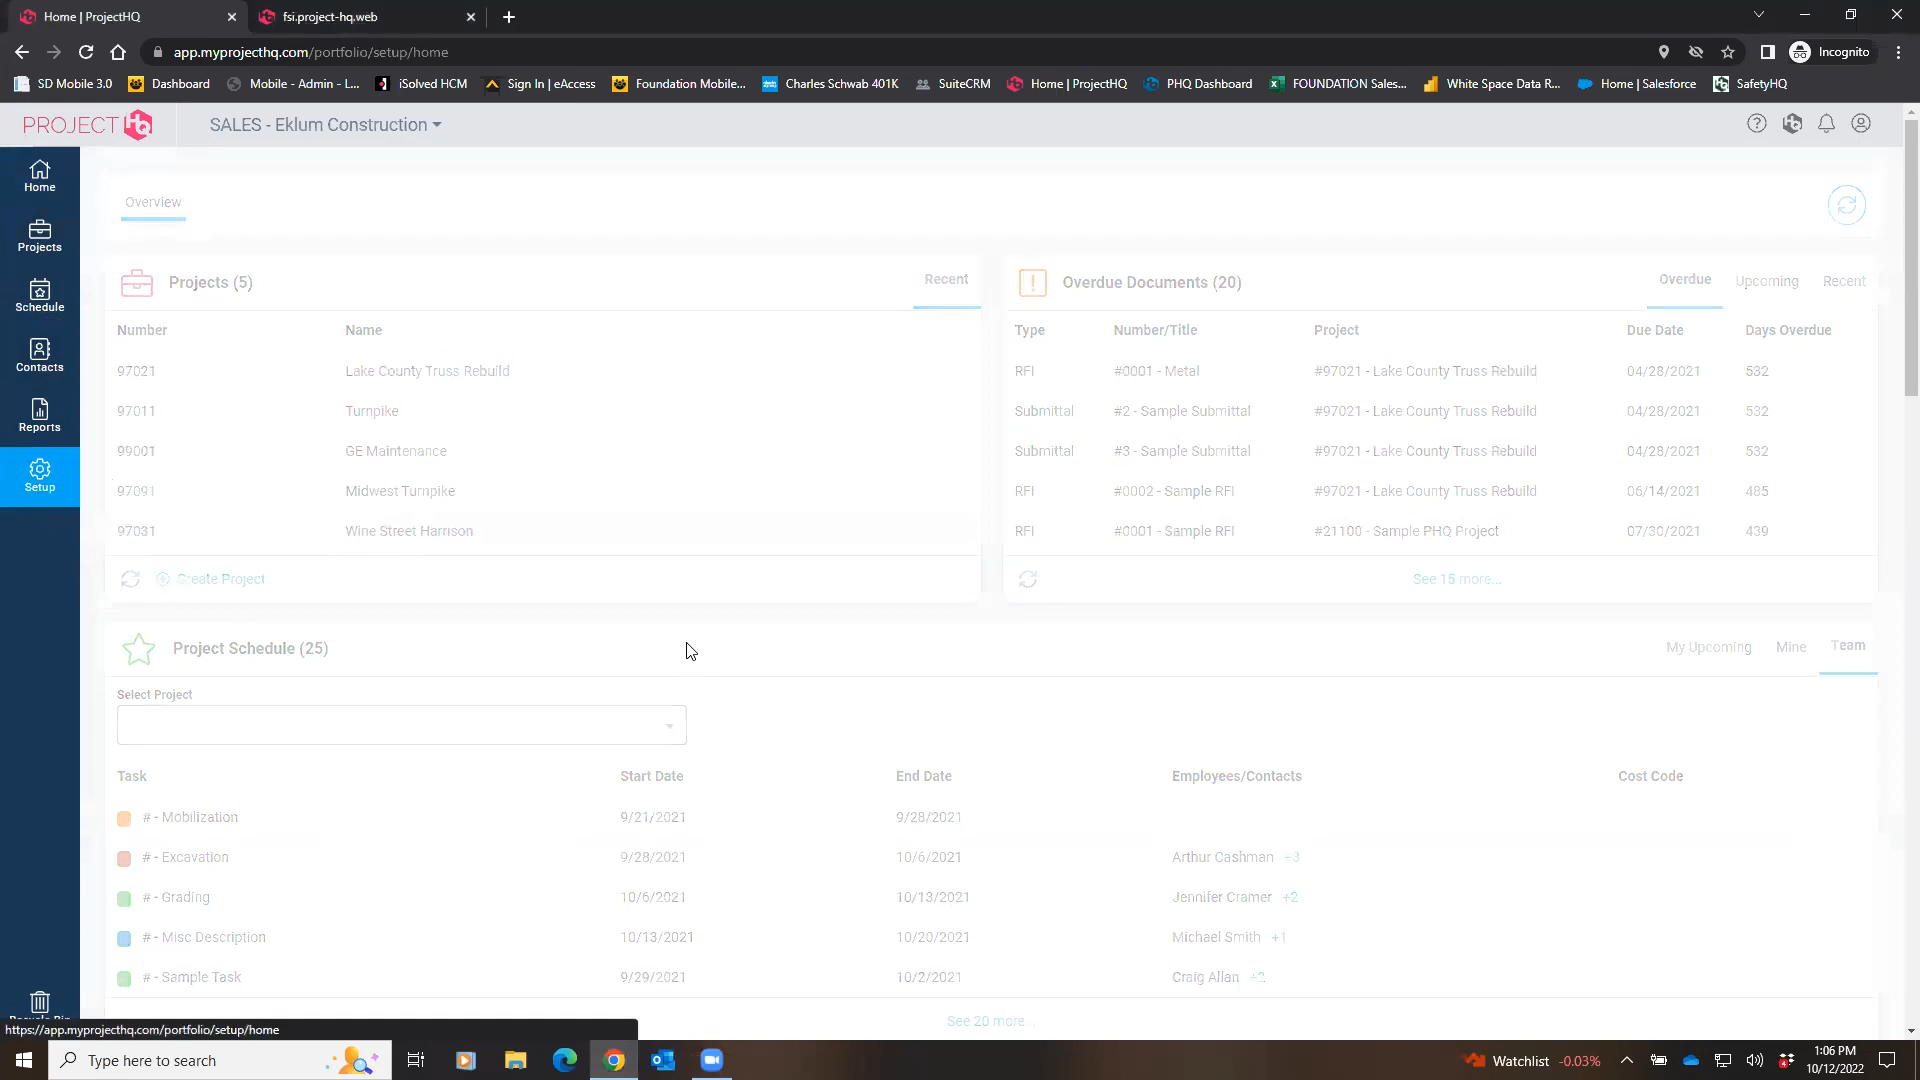 Home | ProjectHQ
fsi.project-hq.web
app.myprojecthq.com/portfolio/setup/home
Incognito
SD Mobile 3.0
Dashboard
Mobile - Admin - L...
iSolved HCM
Sign In | eAccess
Foundation Mobile...
Charles Schwab 401K
SuiteCRM
Home | ProjectHQ
PHQ Dashboard
FOUNDATION Sales...
White Space Data R...
Home | Salesforce
SafetyHQ
PROJECT HQ
SALES - Eklum Construction
Home
Projects
Schedule
Contacts
Reports
Setup
Overview
Projects (5)
Recent
Number Name
97021 Lake County Truss Rebuild
97011 Turnpike
99001 GE Maintenance
97091 Midwest Turnpike
97031 Wine Street Harrison
Create Project
Overdue Documents (20)
Overdue Upcoming Recent
Type Number/Title Project Due Date Days Overdue
RFI #0001 - Metal #97021 - Lake County Truss Rebuild 04/28/2021 532
Submittal #2 - Sample Submittal #97021 - Lake County Truss Rebuild 04/28/2021 532
Submittal #3 - Sample Submittal #97021 - Lake County Truss Rebuild 04/28/2021 532
RFI #0002 - Sample RFI #97021 - Lake County Truss Rebuild 06/14/2021 485
RFI #0001 - Sample RFI #21100 - Sample PHQ Project 07/30/2021 439
See 15 more...
Project Schedule (25)
My Upcoming Mine Team
Select Project
Task Start Date End Date Employees/Contacts Cost Code
# - Mobilization 9/21/2021 9/28/2021
# - Excavation 9/28/2021 10/6/2021 Arthur Cashman +3
# - Grading 10/6/2021 10/13/2021 Jennifer Cramer +2
# - Misc Description 10/13/2021 10/20/2021 Michael Smith +1
# - Sample Task 9/29/2021 10/2/2021 Craig Allan +2
See 20 more...
https://app.myprojecthq.com/portfolio/setup/home
Type here to search
Watchlist -0.03%
1:06 PM
10/12/2022